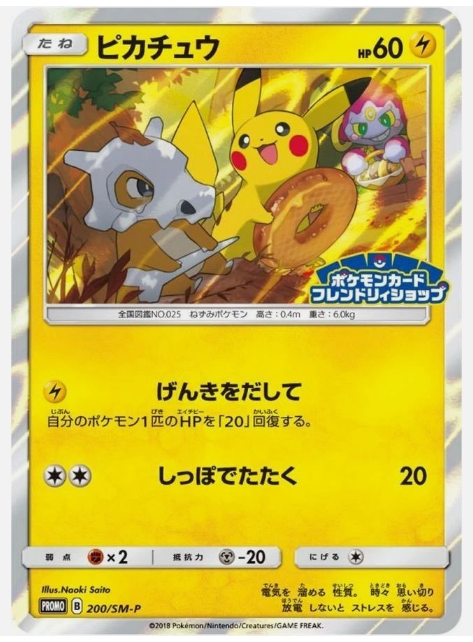 たね ピカチュウ HP60
ポケモンカード
フレンドリィショップ
全国図鑑NO.025 ねずみポケモン 高さ:0.4m 重さ:6.0kg
げんきをだして
自分のポケモン1匹のHPを「20」回復する。
しっぽでたたく 20
弱点 ×2 抵抗力 -20 にげる
Illus.Naoki Saito
PROMO B 200/SM-P
電気を 溜める 性質。 時々 思い切り
放電 しないと ストレスを 感じる。
©2018 Pokémon/Nintendo/Creatures/GAME FREAK.